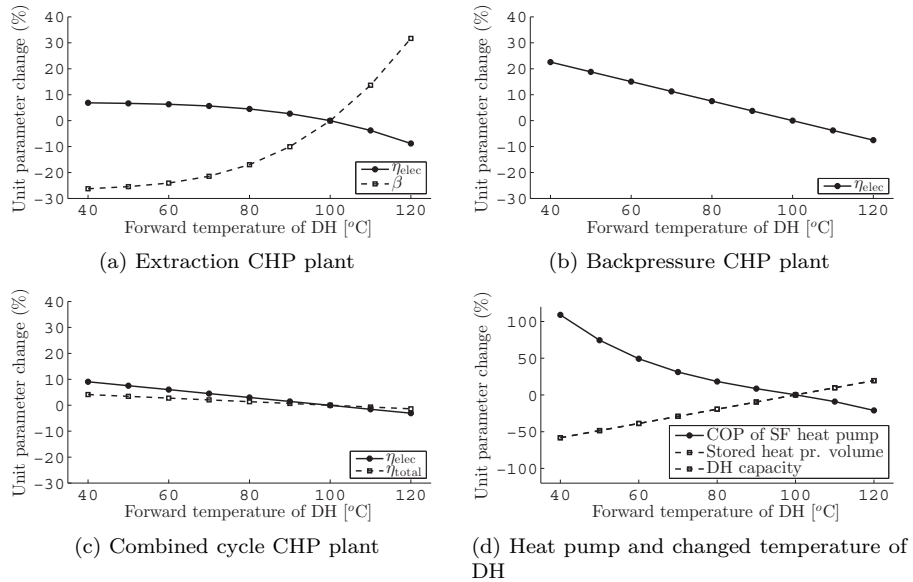 Unit parameter change (%)
40
30
20
10
0
−10
−20
−30
40 60 80 100 120
Forward temperature of DH [°C]
η_elec
β
(a) Extraction CHP plant
Unit parameter change (%)
40
30
20
10
0
−10
−20
−30
40 60 80 100 120
Forward temperature of DH [°C]
η_elec
(b) Backpressure CHP plant
Unit parameter change (%)
40
30
20
10
0
−10
−20
−30
40 60 80 100 120
Forward temperature of DH [°C]
η_elec
η_total
(c) Combined cycle CHP plant
Unit parameter change (%)
100
50
0
−50
−100
40 60 80 100 120
Forward temperature of DH [°C]
COP of SF heat pump
Stored heat pr. volume
DH capacity
(d) Heat pump and changed temperature of
DH